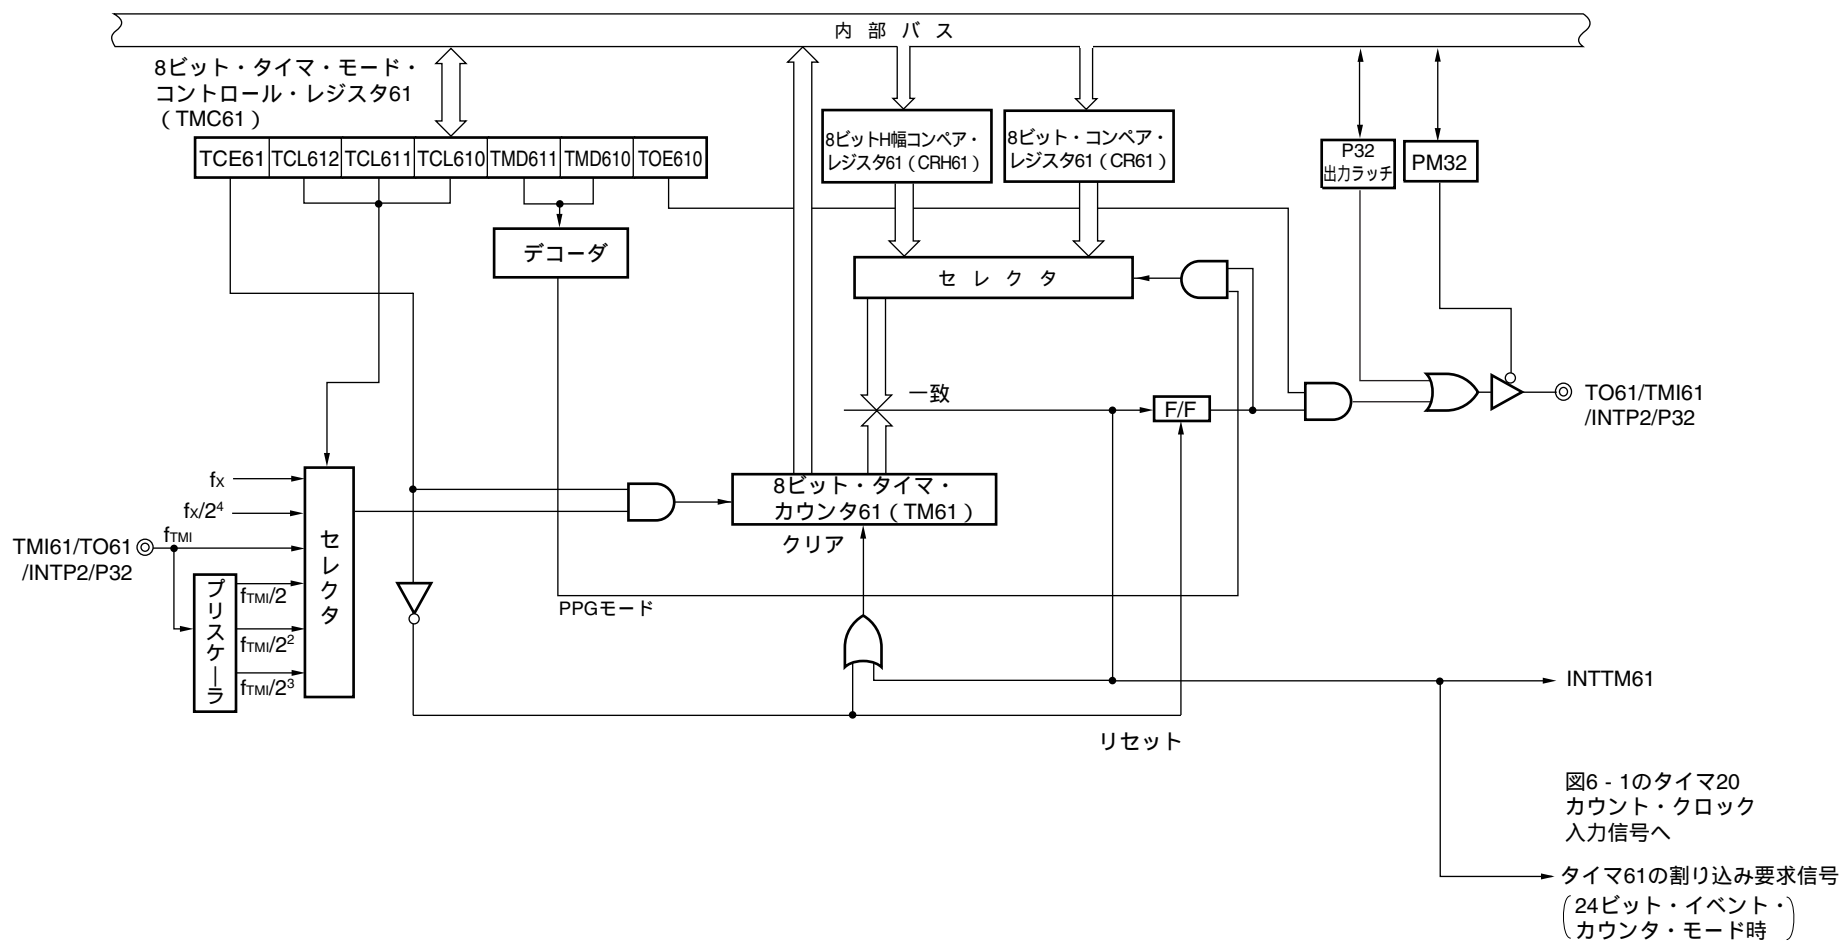 内部バス
8ビット・タイマ・モード・
コントロール・レジスタ61
(TMC61)
TCE61 TCL612 TCL611 TCL610 TMD611 TMD610 TOE610
8ビットH幅コンペア・
レジスタ61(CRH61)
8ビット・コンペア・
レジスタ61(CR61)
P32
出力ラッチ
PM32
デコーダ
セレクタ
一致
F/F
TO61/TMI61
/INTP2/P32
fX
fX/2⁴
fTMI
TMI61/TO61
/INTP2/P32
プリスケーラ
fTMI/2
fTMI/2²
fTMI/2³
セレクタ
8ビット・タイマ・
カウンタ61(TM61)
クリア
PPGモード
INTTM61
リセット
図6-1のタイマ20
カウント・クロック
入力信号へ
タイマ61の割り込み要求信号
(24ビット・イベント・
カウンタ・モード時)